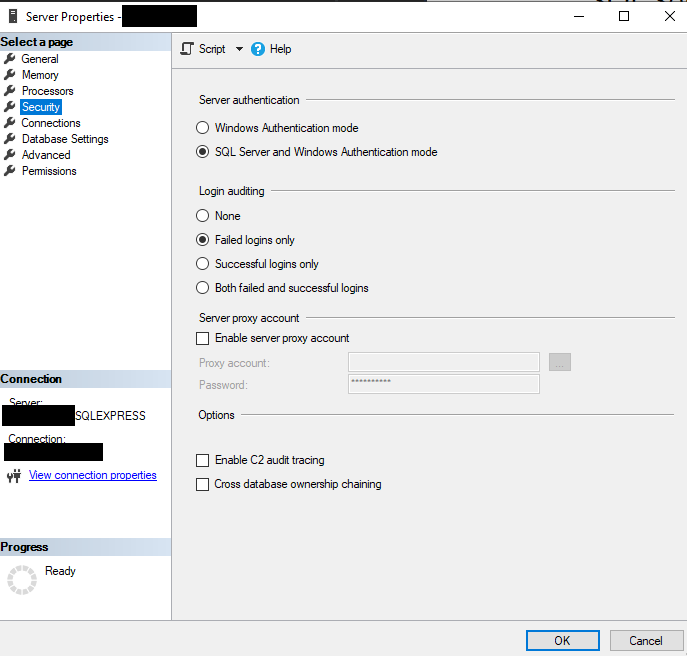 Server Properties -
Select a page
General
Memory
Processors
Security
Connections
Database Settings
Advanced
Permissions
Connection
Server:
SQLEXPRESS
Connection:
View connection properties
Progress
Ready
Script
Help
Server authentication
Windows Authentication mode
SQL Server and Windows Authentication mode
Login auditing
None
Failed logins only
Successful logins only
Both failed and successful logins
Server proxy account
Enable server proxy account
Proxy account:
...
Password:
**********
Options
Enable C2 audit tracing
Cross database ownership chaining
OK
Cancel